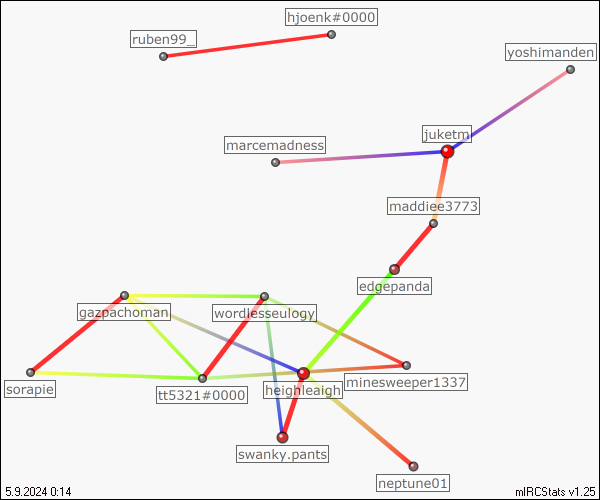 hjoenk#0000
ruben99_
yoshimanden
juketm
marcemadness
maddiee3773
edgepanda
gazpachoman
wordlesseulogy
sorapie
tt5321#0000
heighleaigh
minesweeper1337
swanky.pants
neptune01
5.9.2024 0:14
mIRCStats v1.25